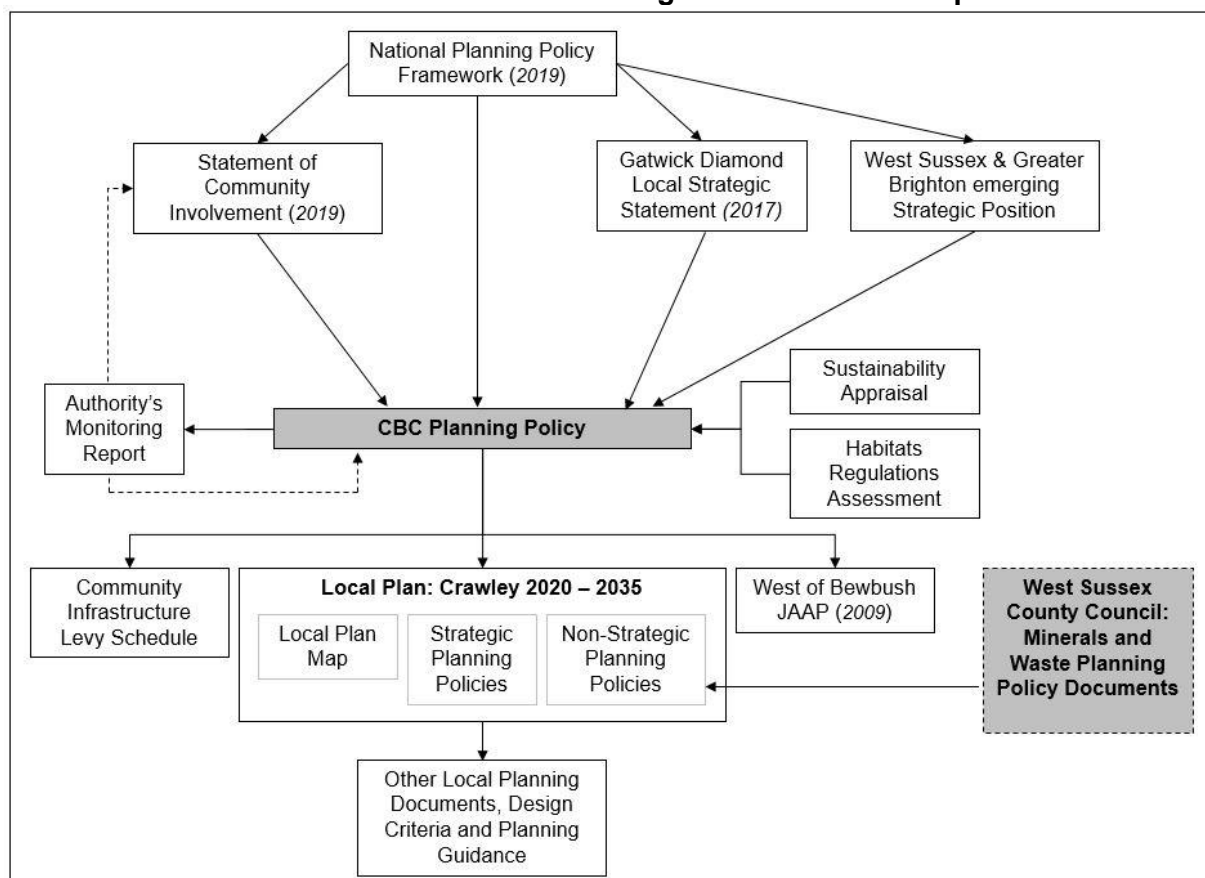 National Planning Policy
Framework (2019)
Statement of
Community
Involvement (2019)
Gatwick Diamond
Local Strategic
Statement (2017)
West Sussex & Greater
Brighton emerging
Strategic Position
Sustainability
Appraisal
Authority's
Monitoring
Report
CBC Planning Policy
Habitats
Regulations
Assessment
Community
Infrastructure
Levy Schedule
Local Plan: Crawley 2020 – 2035
Local Plan
Map
Strategic
Planning
Policies
Non-Strategic
Planning
Policies
West of Bewbush
JAAP (2009)
West Sussex
County Council:
Minerals and
Waste Planning
Policy Documents
Other Local Planning
Documents, Design
Criteria and Planning
Guidance